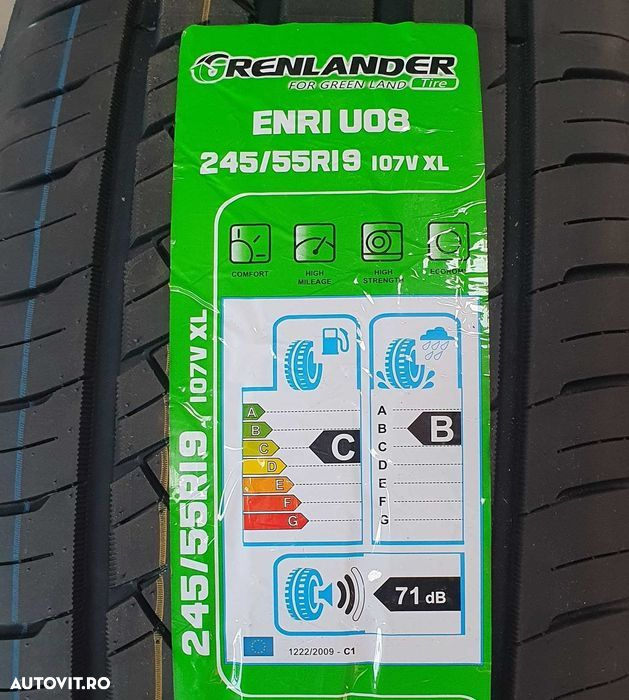 GRENLANDER
FOR GREEN LAND Tire
ENRI U08
245/55R19 107V XL
COMFORT
HIGH MILEAGE
HIGH STRENGTH
ECONOMY
245/55R19 107V XL
A
B
C
D
E
F
G
C
A
B
C
D
E
F
G
B
71 dB
1222/2009 - C1
AUTOVIT.RO